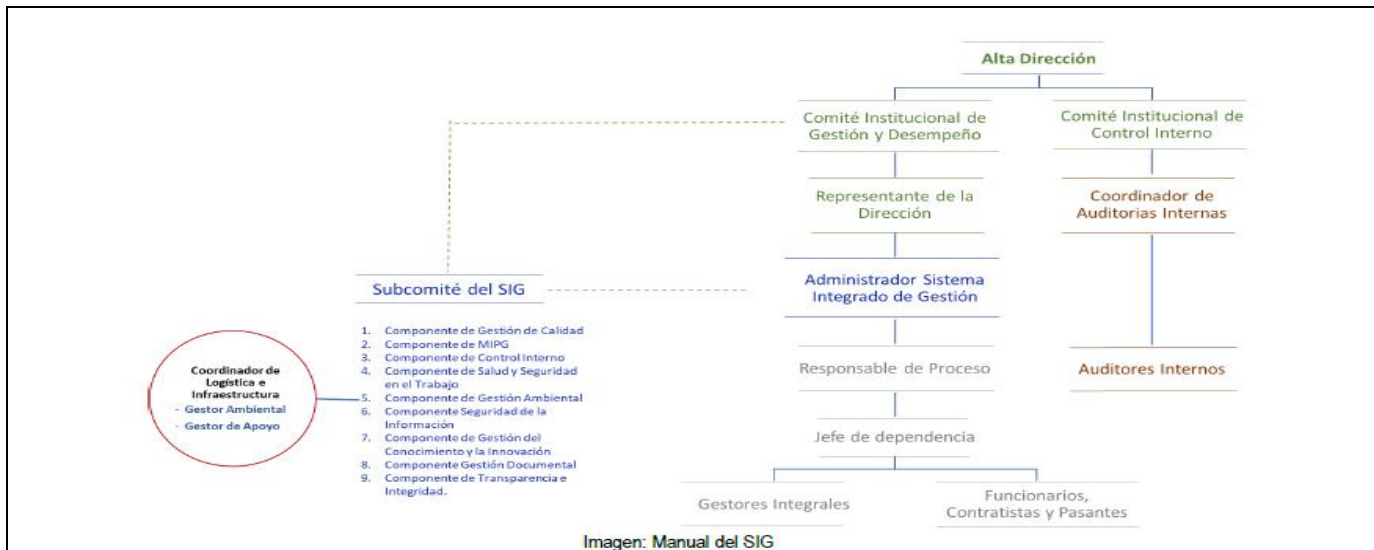 Alta Dirección
Comité Institucional de
Gestión y Desempeño
Comité Institucional de
Control Interno
Representante de la
Dirección
Coordinador de
Auditorias Internas
Subcomité del SIG
Administrador Sistema
Integrado de Gestión
1. Componente de Gestión de Calidad
2. Componente de MIPG
3. Componente de Control Interno
4. Componente de Salud y Seguridad
en el Trabajo
5. Componente de Gestión Ambiental
6. Componente Seguridad de la
Información
7. Componente de Gestión del
Conocimiento y la Innovación
8. Componente Gestión Documental
9. Componente de Transparencia e
Integridad.
Coordinador de
Logística e
Infraestructura
- Gestor Ambiental
- Gestor de Apoyo
Responsable de Proceso
Auditores Internos
Jefe de dependencia
Gestores Integrales
Funcionarios,
Contratistas y Pasantes
Imagen: Manual del SIG